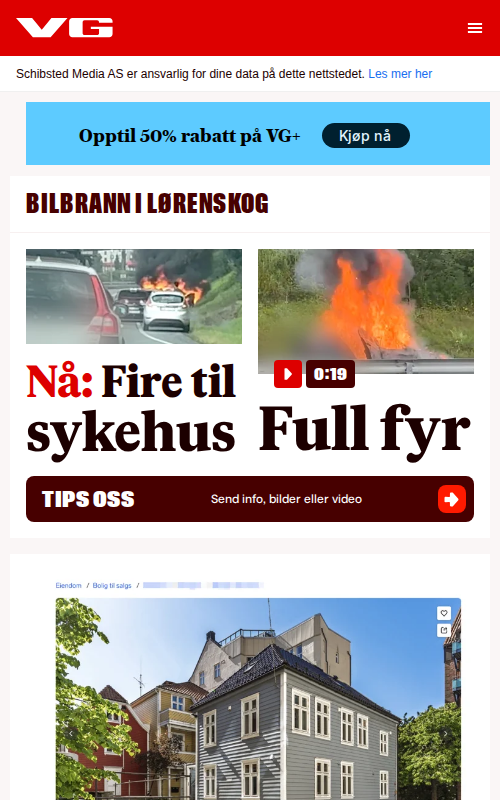 VG
Schibsted Media AS er ansvarlig for dine data på dette nettstedet. Les mer her
Opptil 50% rabatt på VG+ Kjøp nå
BILBRANN I LØRENSKOG
Nå: Fire til
sykehus
0:19
Full fyr
TIPS OSS Send info, bilder eller video
Eiendom / Bolig til salgs /